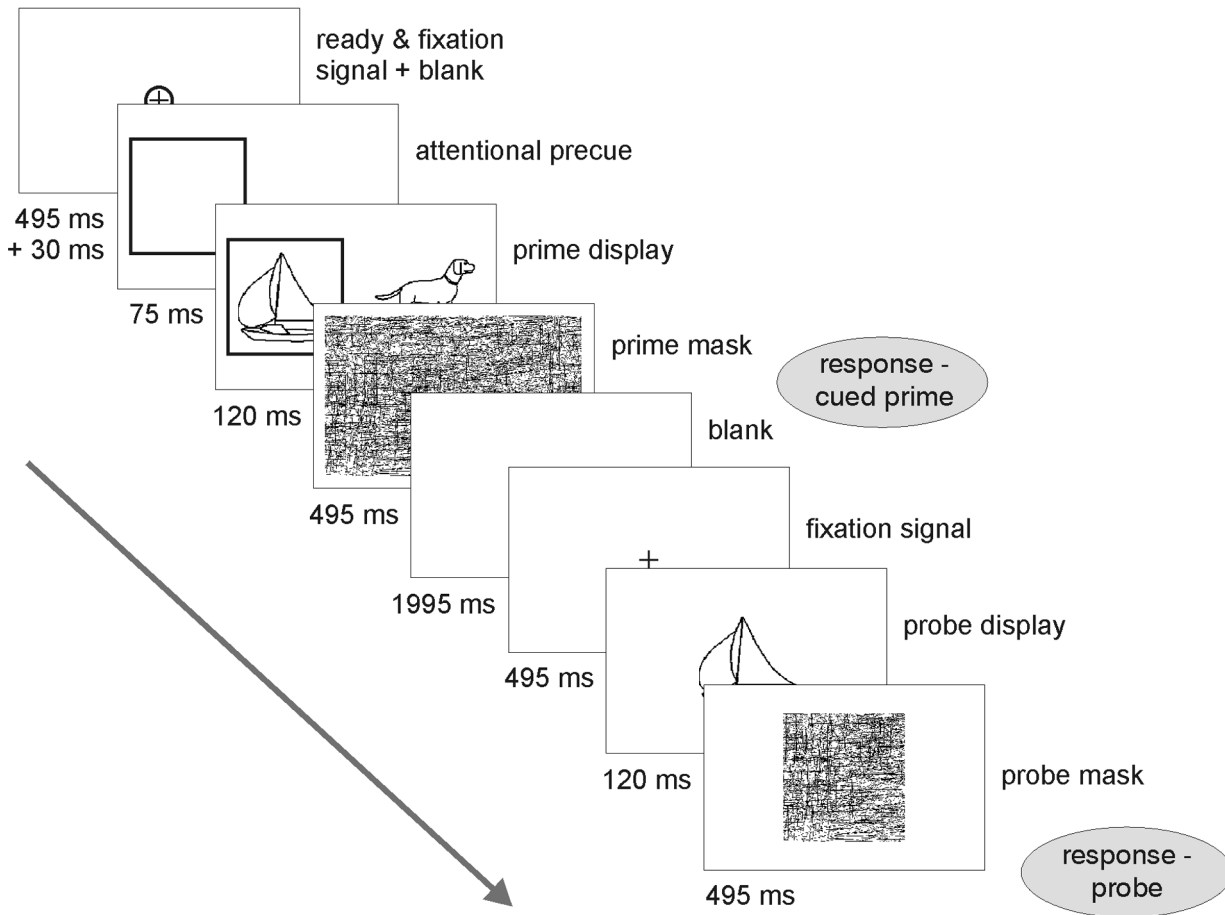 ready & fixation
signal + blank
attentional precue
495 ms
+ 30 ms
prime display
75 ms
prime mask
response -
cued prime
120 ms
blank
495 ms
fixation signal
1995 ms
probe display
495 ms
120 ms
probe mask
response -
probe
495 ms